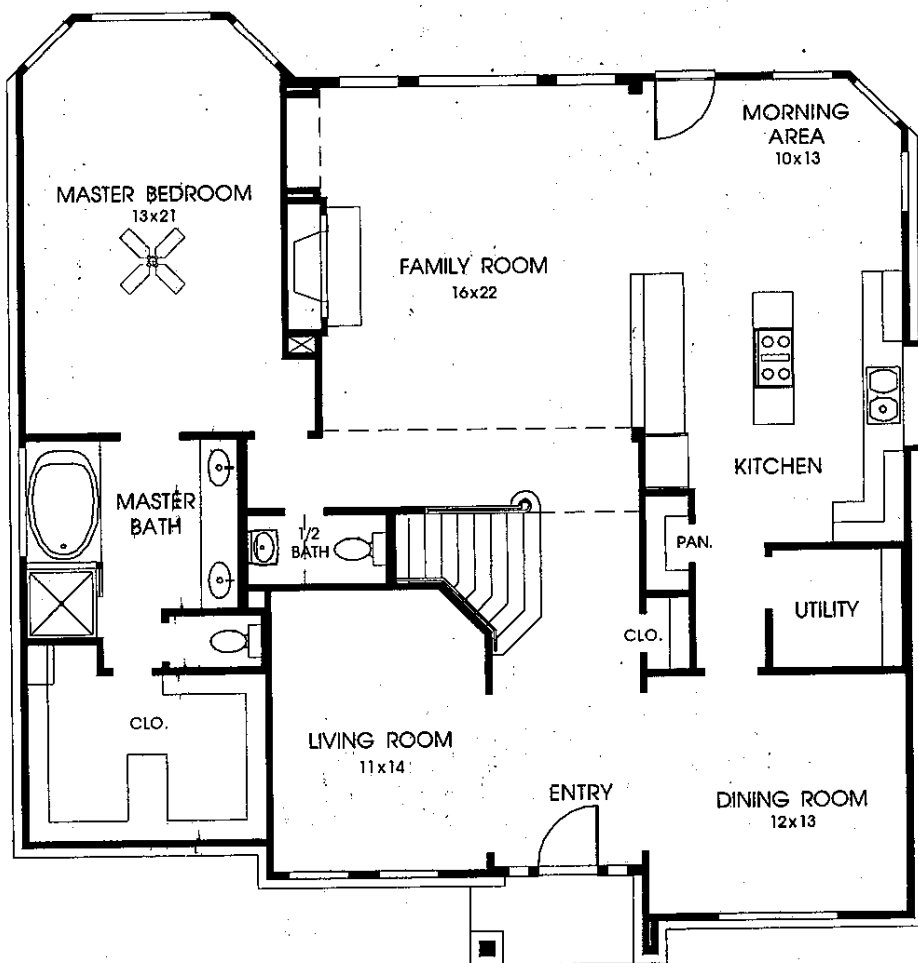 MORNING
AREA
10x13
MASTER BEDROOM
13x21
FAMILY ROOM
16x22
KITCHEN
MASTER
BATH
1/2
BATH
PAN.
UTILITY
CLO.
CLO.
LIVING ROOM
11x14
ENTRY
DINING ROOM
12x13